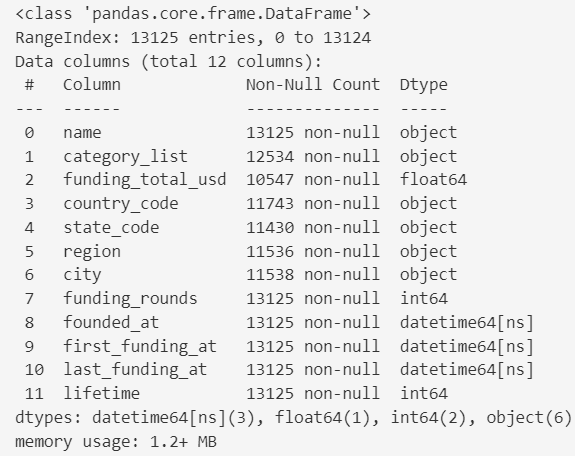 <class 'pandas.core.frame.DataFrame'>
RangeIndex: 13125 entries, 0 to 13124
Data columns (total 12 columns):
 #   Column             Non-Null Count  Dtype
---  ------             --------------  -----
 0   name               13125 non-null  object
 1   category_list      12534 non-null  object
 2   funding_total_usd  10547 non-null  float64
 3   country_code       11743 non-null  object
 4   state_code         11430 non-null  object
 5   region             11536 non-null  object
 6   city               11538 non-null  object
 7   funding_rounds     13125 non-null  int64
 8   founded_at         13125 non-null  datetime64[ns]
 9   first_funding_at   13125 non-null  datetime64[ns]
 10  last_funding_at    13125 non-null  datetime64[ns]
 11  lifetime           13125 non-null  int64
dtypes: datetime64[ns](3), float64(1), int64(2), object(6)
memory usage: 1.2+ MB